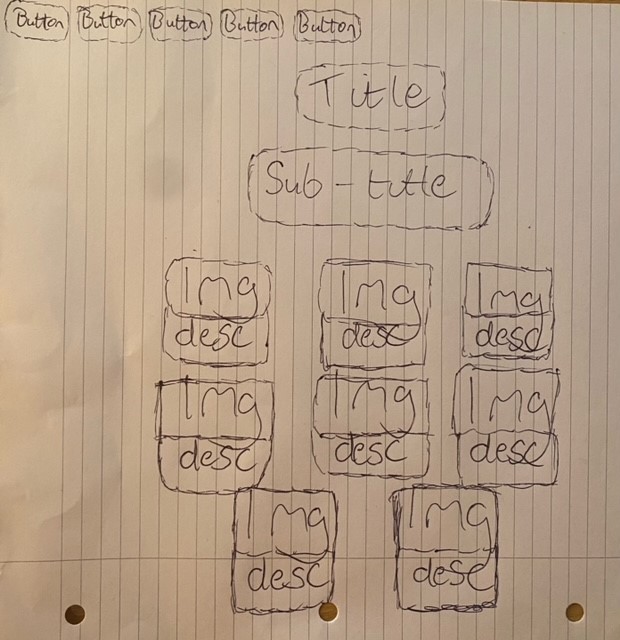 Button Button Button Button Button
Title
Sub-title
Img Img Img
desc desc desc
Img Img Img
desc desc desc
Img Img
desc desc